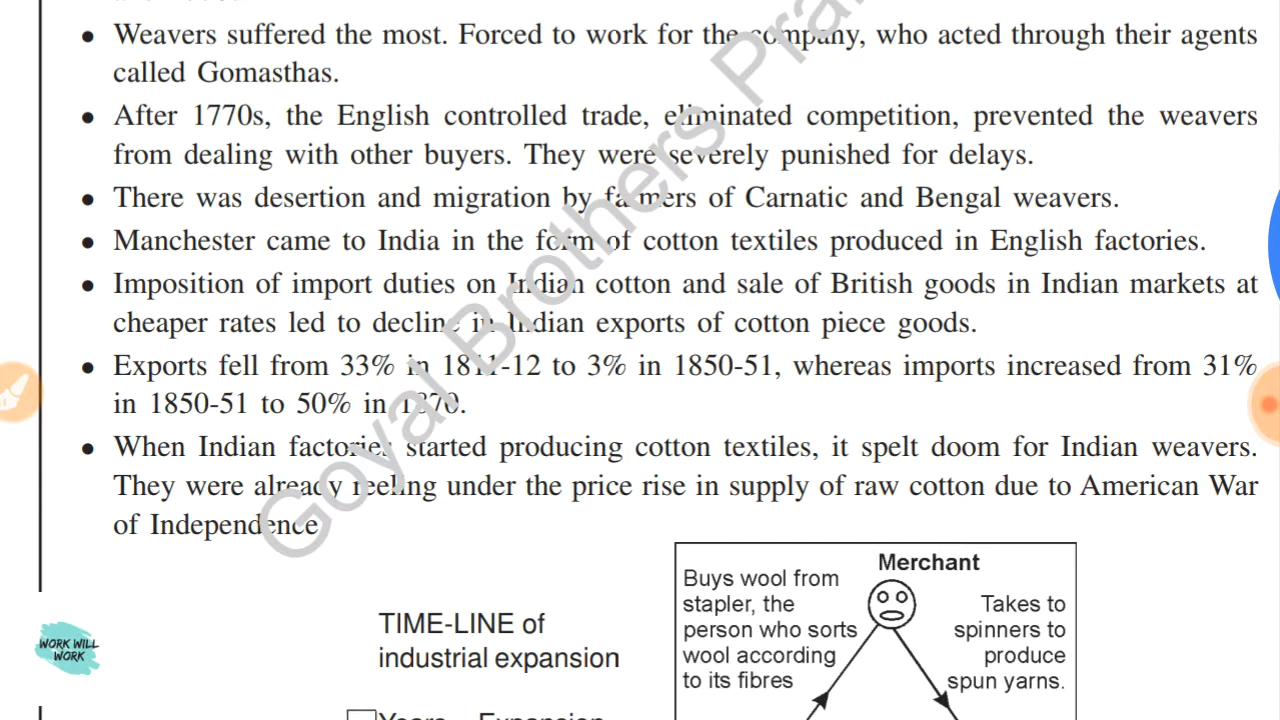 Weavers suffered the most. Forced to work for the company, who acted through their agents
called Gomasthas.
After 1770s, the English controlled trade, eliminated competition, prevented the weavers
from dealing with other buyers. They were severely punished for delays.
There was desertion and migration by farmers of Carnatic and Bengal weavers.
Manchester came to India in the form of cotton textiles produced in English factories.
Imposition of import duties on Indian cotton and sale of British goods in Indian markets at
cheaper rates led to decline in Indian exports of cotton piece goods.
Exports fell from 33% in 1811-12 to 3% in 1850-51, whereas imports increased from 31%
in 1850-51 to 50% in 1870.
When Indian factories started producing cotton textiles, it spelt doom for Indian weavers.
They were already reeling under the price rise in supply of raw cotton due to American War
of Independence
Goyal Brothers Pra
TIME-LINE of
industrial expansion
Years Expansion
Merchant
Buys wool from
stapler, the
person who sorts
wool according
to its fibres
Takes to
spinners to
produce
spun yarns.
WORK WILL
WORK